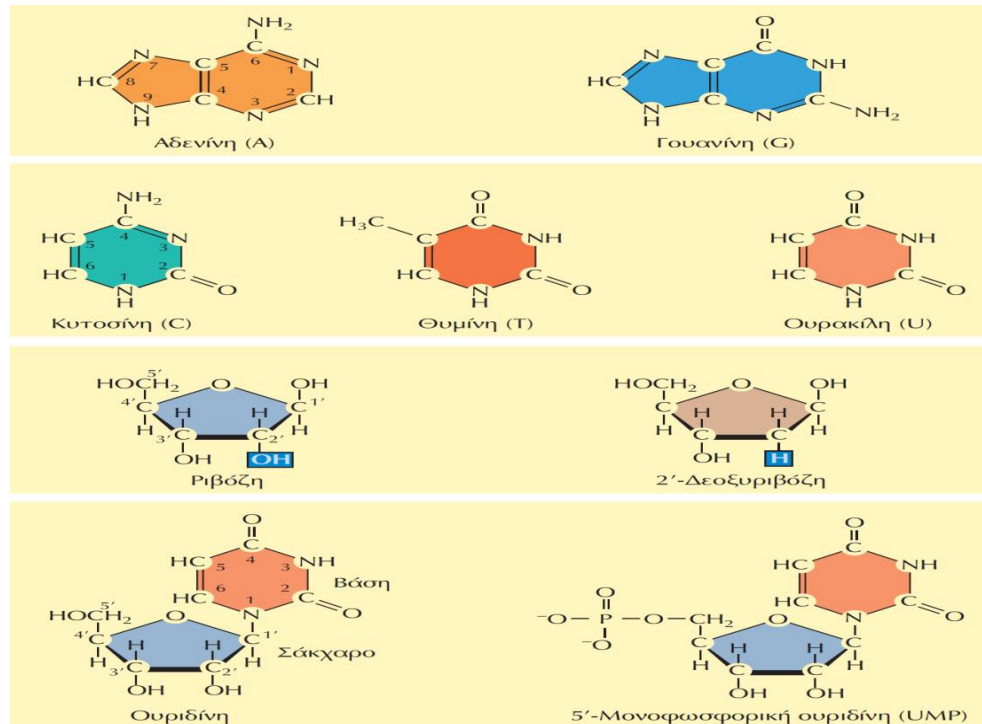 NH₂
N C N
7 C 6 1
HC 8 5 2 CH
9 4 3
N C N
H
Αδενίνη (A)
O
N C NH
C
HC
N C N C NH₂
H
Γουανίνη (G)
NH₂
C
HC 4 N
5 3
HC 6 2 C
1
NH O
Κυτοσίνη (C)
O
H₃C C
C NH
HC C
N O
H
Θυμίνη (T)
O
C
HC NH
HC C
N O
H
Ουρακίλη (U)
5′
HOCH₂ O OH
C 4′ H H C 1′
H 3′ C C 2′ H
OH OH
Ριβόζη
HOCH₂ O OH
C H H C
H C C H
OH H
2′-Δεοξυριβόζη
O
C
HC 4 NH
5 3 Βάση
HC 6 2 C
1 N O
5′
HOCH₂ O
C 4′ H H C 1′ Σάκχαρο
H 3′ C C 2′ H
OH OH
Ουριδίνη
O
C
HC NH
O HC C
⁻O P O CH₂ O N O
⁻O C H H C
H C C H
OH OH
5′-Μονοφωσφορική ουριδίνη (UMP)